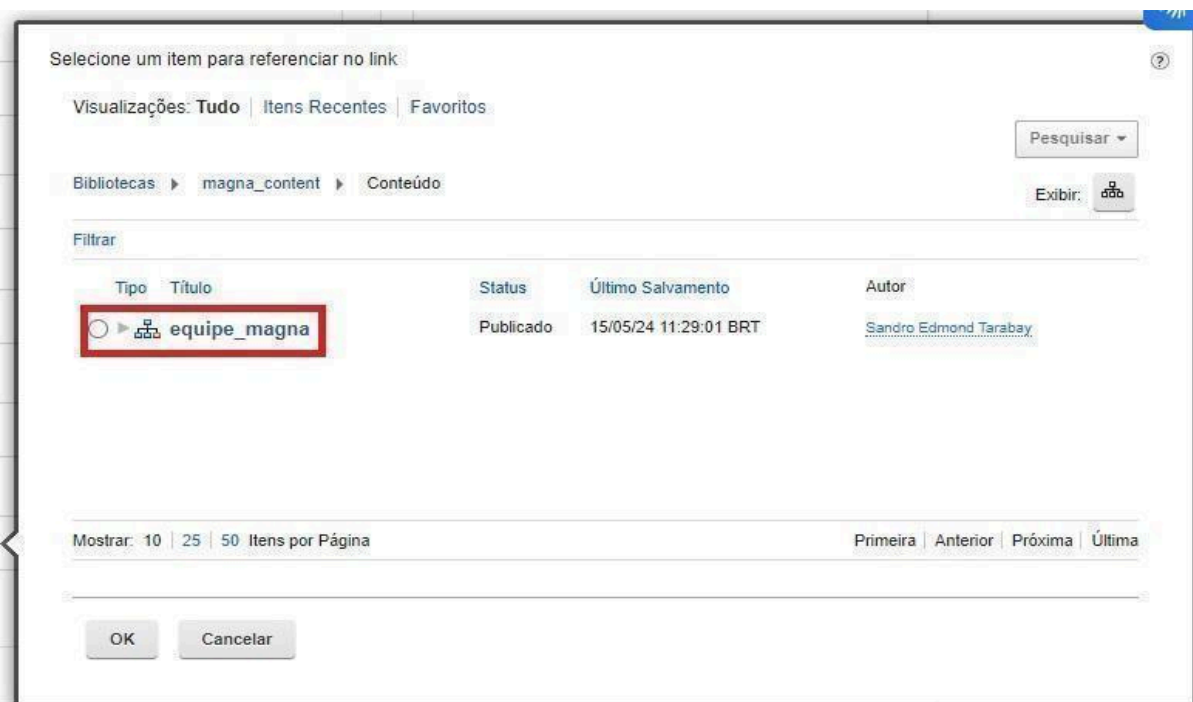 Selecione um item para referenciar no link
Visualizações: Tudo | Itens Recentes | Favoritos
Pesquisar
Bibliotecas magna_content Conteúdo
Exibir:
Filtrar
Tipo Título Status Último Salvamento Autor
equipe_magna Publicado 15/05/24 11:29:01 BRT Sandro Edmond Tarabay
Mostrar: 10 | 25 | 50 Itens por Página Primeira | Anterior | Próxima | Última
OK Cancelar